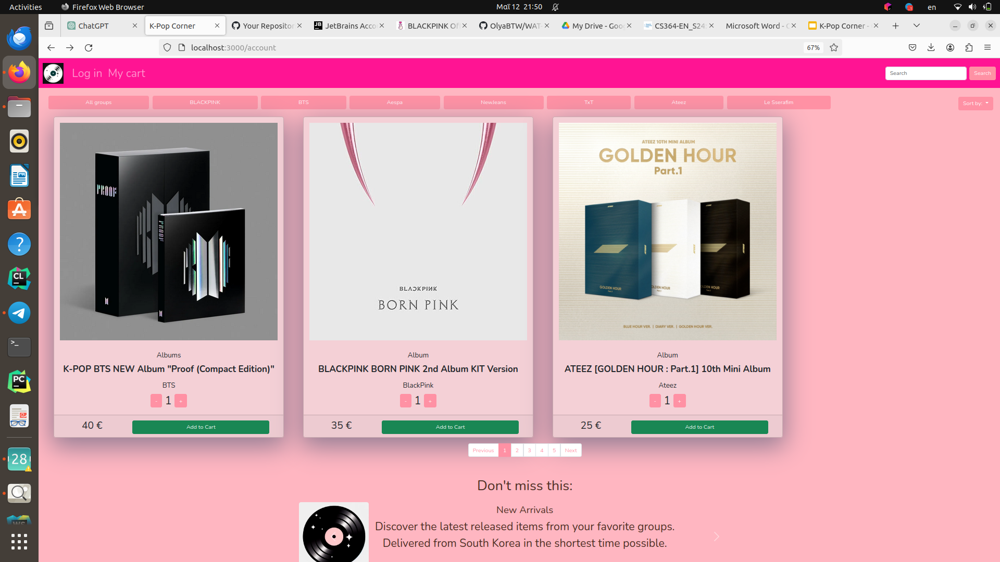 Activities
Firefox Web Browser
Μαΐ 12 21:50
en
ChatGPT
K-Pop Corner
Your Repositor
JetBrains Acco
BLACKPINK Of
OlyaBTW/WAT-
My Drive - Goo
CS364-EN_S24:
Microsoft Word - C
K-Pop Corner -
localhost:3000/account
67%
Log in My cart
Search
Search
All groups
BLACKPINK
BTS
Aespa
NewJeans
TxT
Ateez
Le Sserafim
Sort by:
PROOF
BLACKPINK
BORN PINK
ATEEZ 10TH MINI ALBUM
GOLDEN HOUR
Part.1
GOLDEN HOUR
BLUE HOUR VER. | DIARY VER. | GOLDEN HOUR VER.
Albums
K-POP BTS NEW Album "Proof (Compact Edition)"
BTS
- 1 +
40 €
Add to Cart
Album
BLACKPINK BORN PINK 2nd Album KIT Version
BlackPink
- 1 +
35 €
Add to Cart
Album
ATEEZ [GOLDEN HOUR : Part.1] 10th Mini Album
Ateez
- 1 +
25 €
Add to Cart
Previous 1 2 3 4 5 Next
Don't miss this:
New Arrivals
Discover the latest released items from your favorite groups.
Delivered from South Korea in the shortest time possible.
CL
PC
28
WS